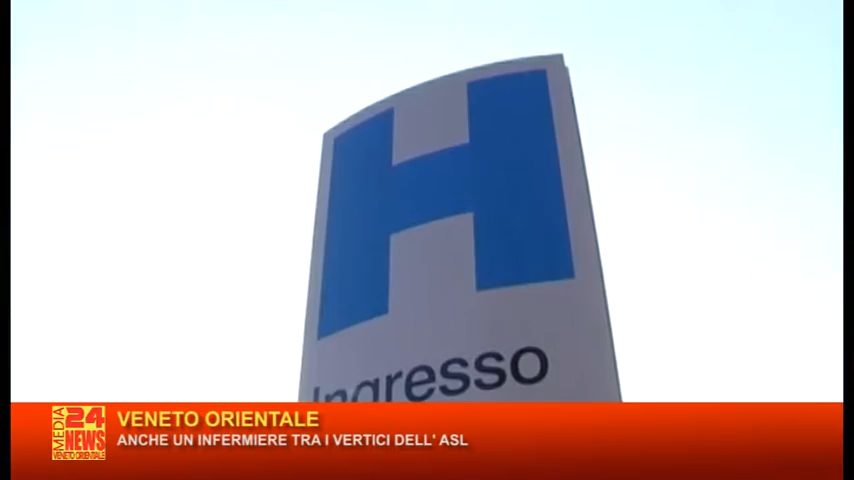 H
Ingresso
MEDIA
24
NEWS
VENETO ORIENTALE
VENETO ORIENTALE
ANCHE UN INFERMIERE TRA I VERTICI DELL' ASL